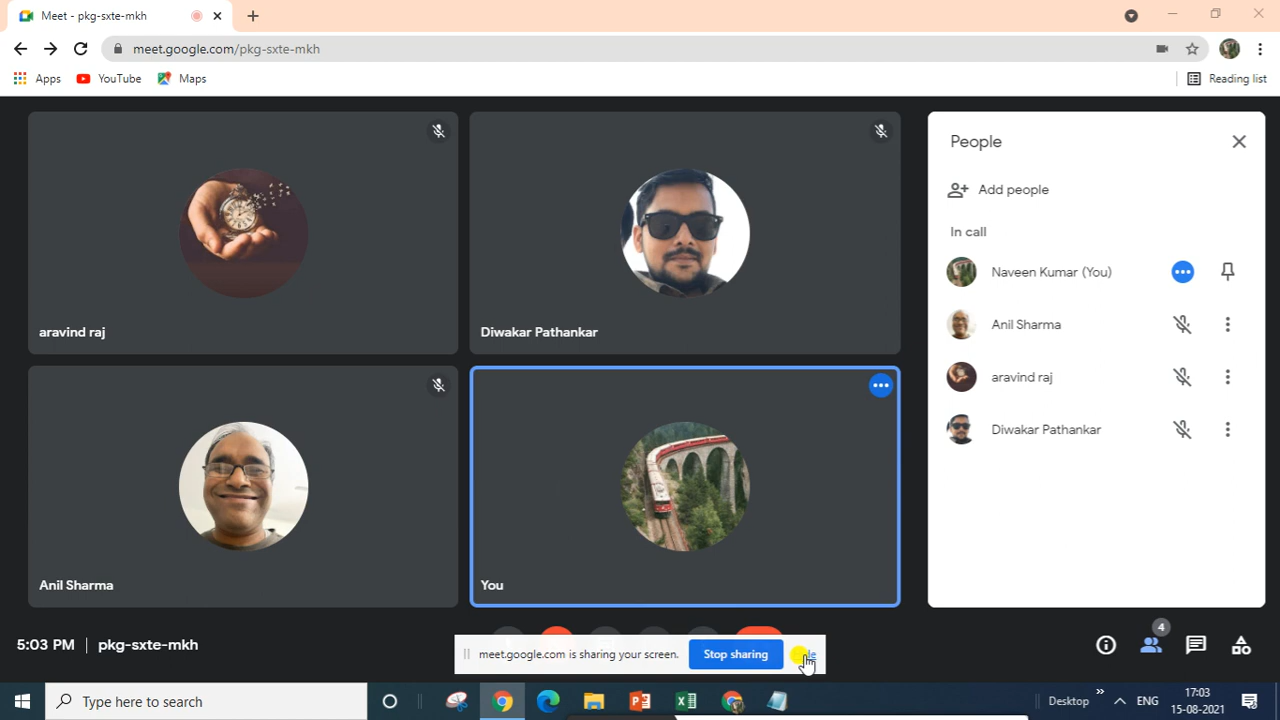 Meet - pkg-sxte-mkh
meet.google.com/pkg-sxte-mkh
Apps YouTube Maps Reading list
aravind raj
Diwakar Pathankar
Anil Sharma
You
People
Add people
In call
Naveen Kumar (You)
Anil Sharma
aravind raj
Diwakar Pathankar
5:03 PM | pkg-sxte-mkh
meet.google.com is sharing your screen. Stop sharing
4
Type here to search
Desktop ENG 17:03
15-08-2021